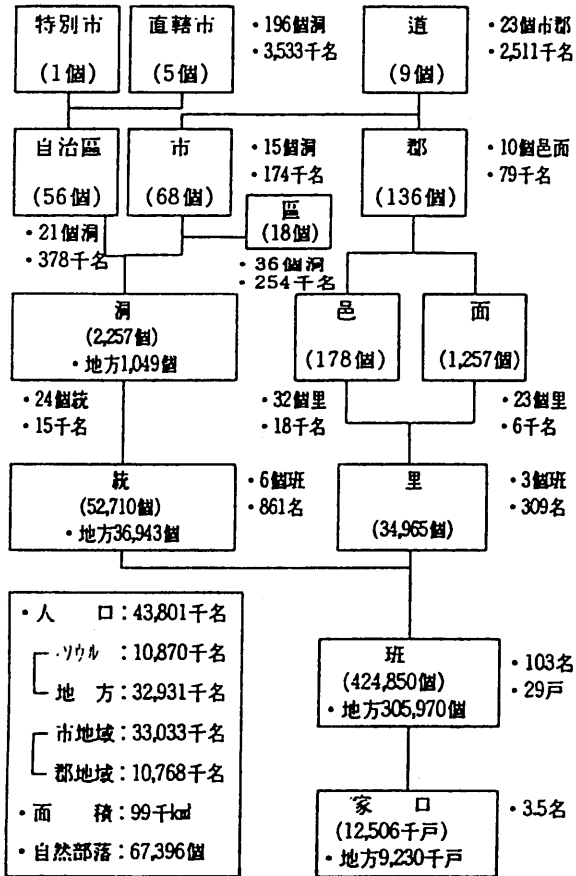 特別市
(1個)
直轄市
(5個)
・196個洞
・3,533千名
道
(9個)
・23個市郡
・2,511千名
自治區
(56個)
市
(68個)
・15個洞
・174千名
郡
(136個)
・10個邑面
・79千名
・21個洞
・378千名
區
(18個)
・36個洞
・254千名
洞
(2,257個)
・地方1,049個
邑
(178個)
面
(1,257個)
・24個統
・15千名
・32個里
・18千名
・23個里
・6千名
統
(52,710個)
・地方36,943個
・6個班
・861名
里
(34,965個)
・3個班
・309名
・人 口：43,801千名
ソウル：10,870千名
地 方：32,931千名
市地域：33,033千名
郡地域：10,768千名
・面 積：99千km²
・自然部落：67,396個
班
(424,850個)
・地方305,970個
・103名
・29戸
家 口
(12,506千戸)
・地方9,230千戸
・3.5名